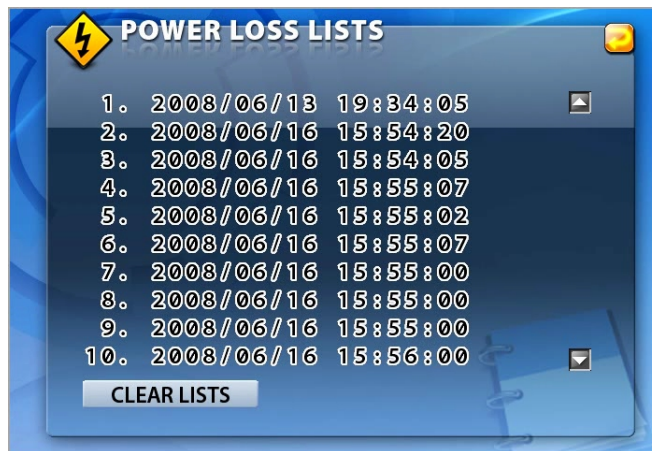 POWER LOSS LISTS
1. 2008/06/13 19:34:05
2. 2008/06/16 15:54:20
3. 2008/06/16 15:54:05
4. 2008/06/16 15:55:07
5. 2008/06/16 15:55:02
6. 2008/06/16 15:55:07
7. 2008/06/16 15:55:00
8. 2008/06/16 15:55:00
9. 2008/06/16 15:55:00
10. 2008/06/16 15:56:00
CLEAR LISTS